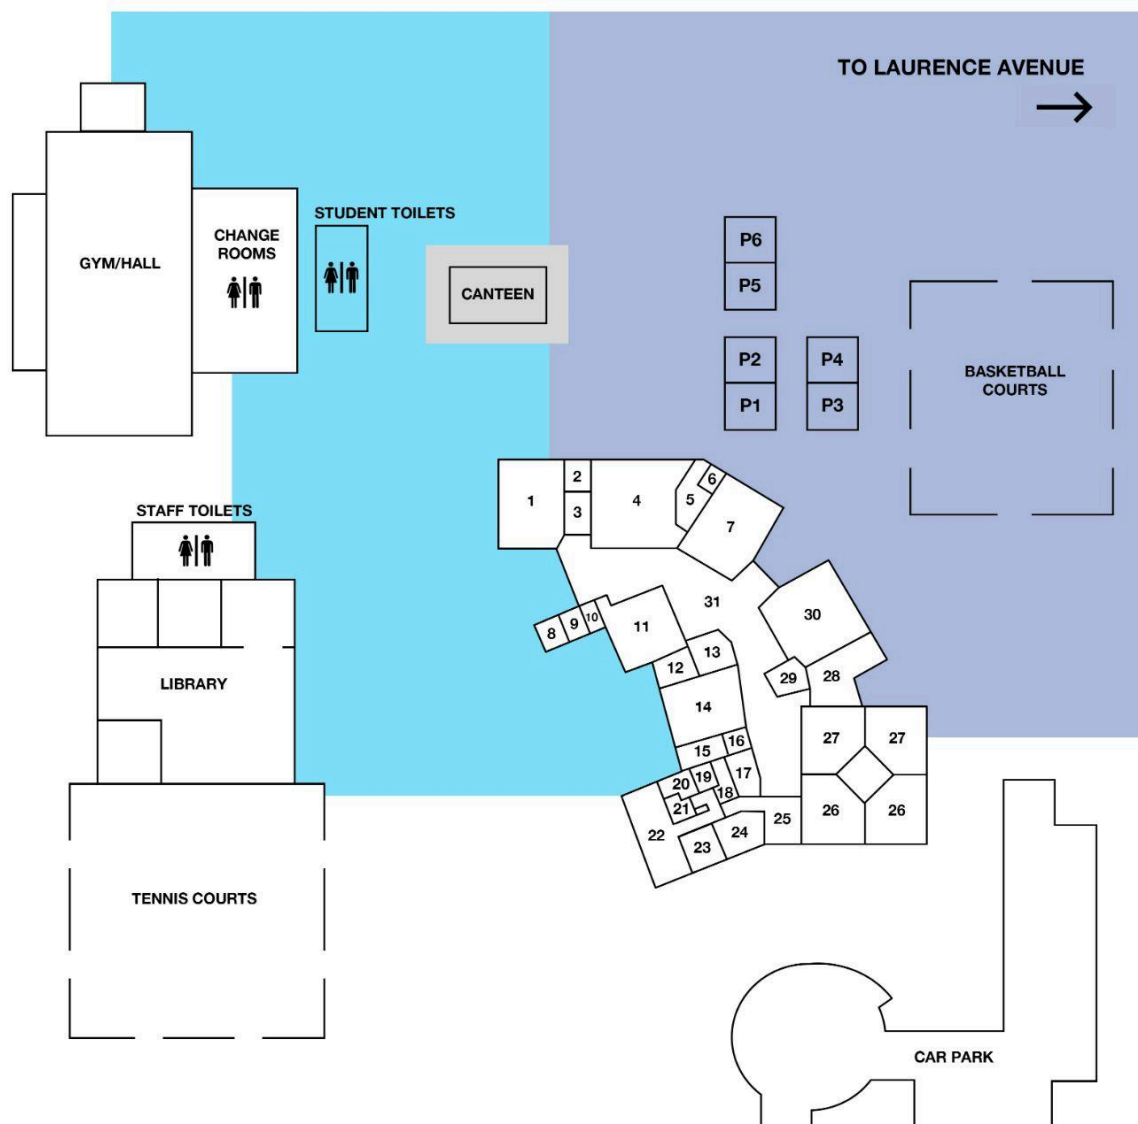 TO LAURENCE AVENUE
STUDENT TOILETS
CHANGE
ROOMS
GYM/HALL
CANTEEN
P6
P5
P2
P4
P1
P3
BASKETBALL
COURTS
STAFF TOILETS
LIBRARY
TENNIS COURTS
1
2
3
4
5
6
7
8
9
10
11
12
13
14
15
16
17
18
19
20
21
22
23
24
25
26
26
27
27
28
29
30
31
CAR PARK